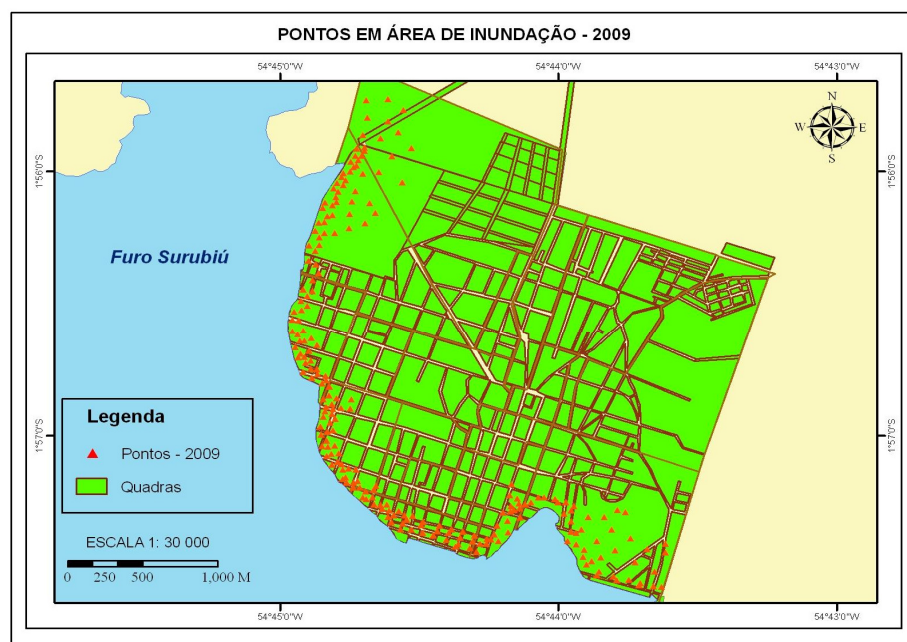 PONTOS EM ÁREA DE INUNDAÇÃO - 2009
54°45'0"W 54°44'0"W 54°43'0"W
N
W E
S
1°56'0"S 1°56'0"S
Furo Surubiú
1°57'0"S 1°57'0"S
Legenda
Pontos - 2009
Quadras
ESCALA 1: 30 000
0 250 500 1,000 M
54°45'0"W 54°44'0"W 54°43'0"W